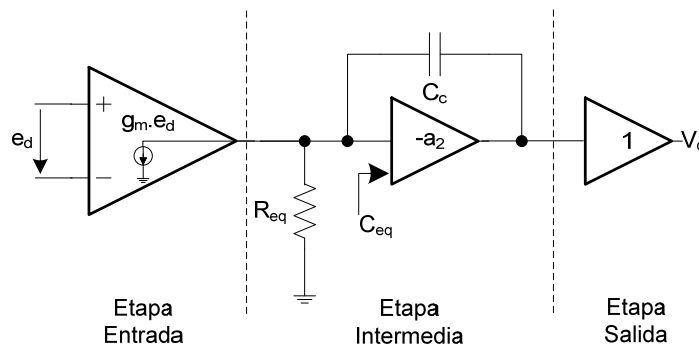 +
e_d
g_m.e_d
−
R_eq
C_eq
C_c
-a_2
1
V_o
Etapa
Entrada
Etapa
Intermedia
Etapa
Salida